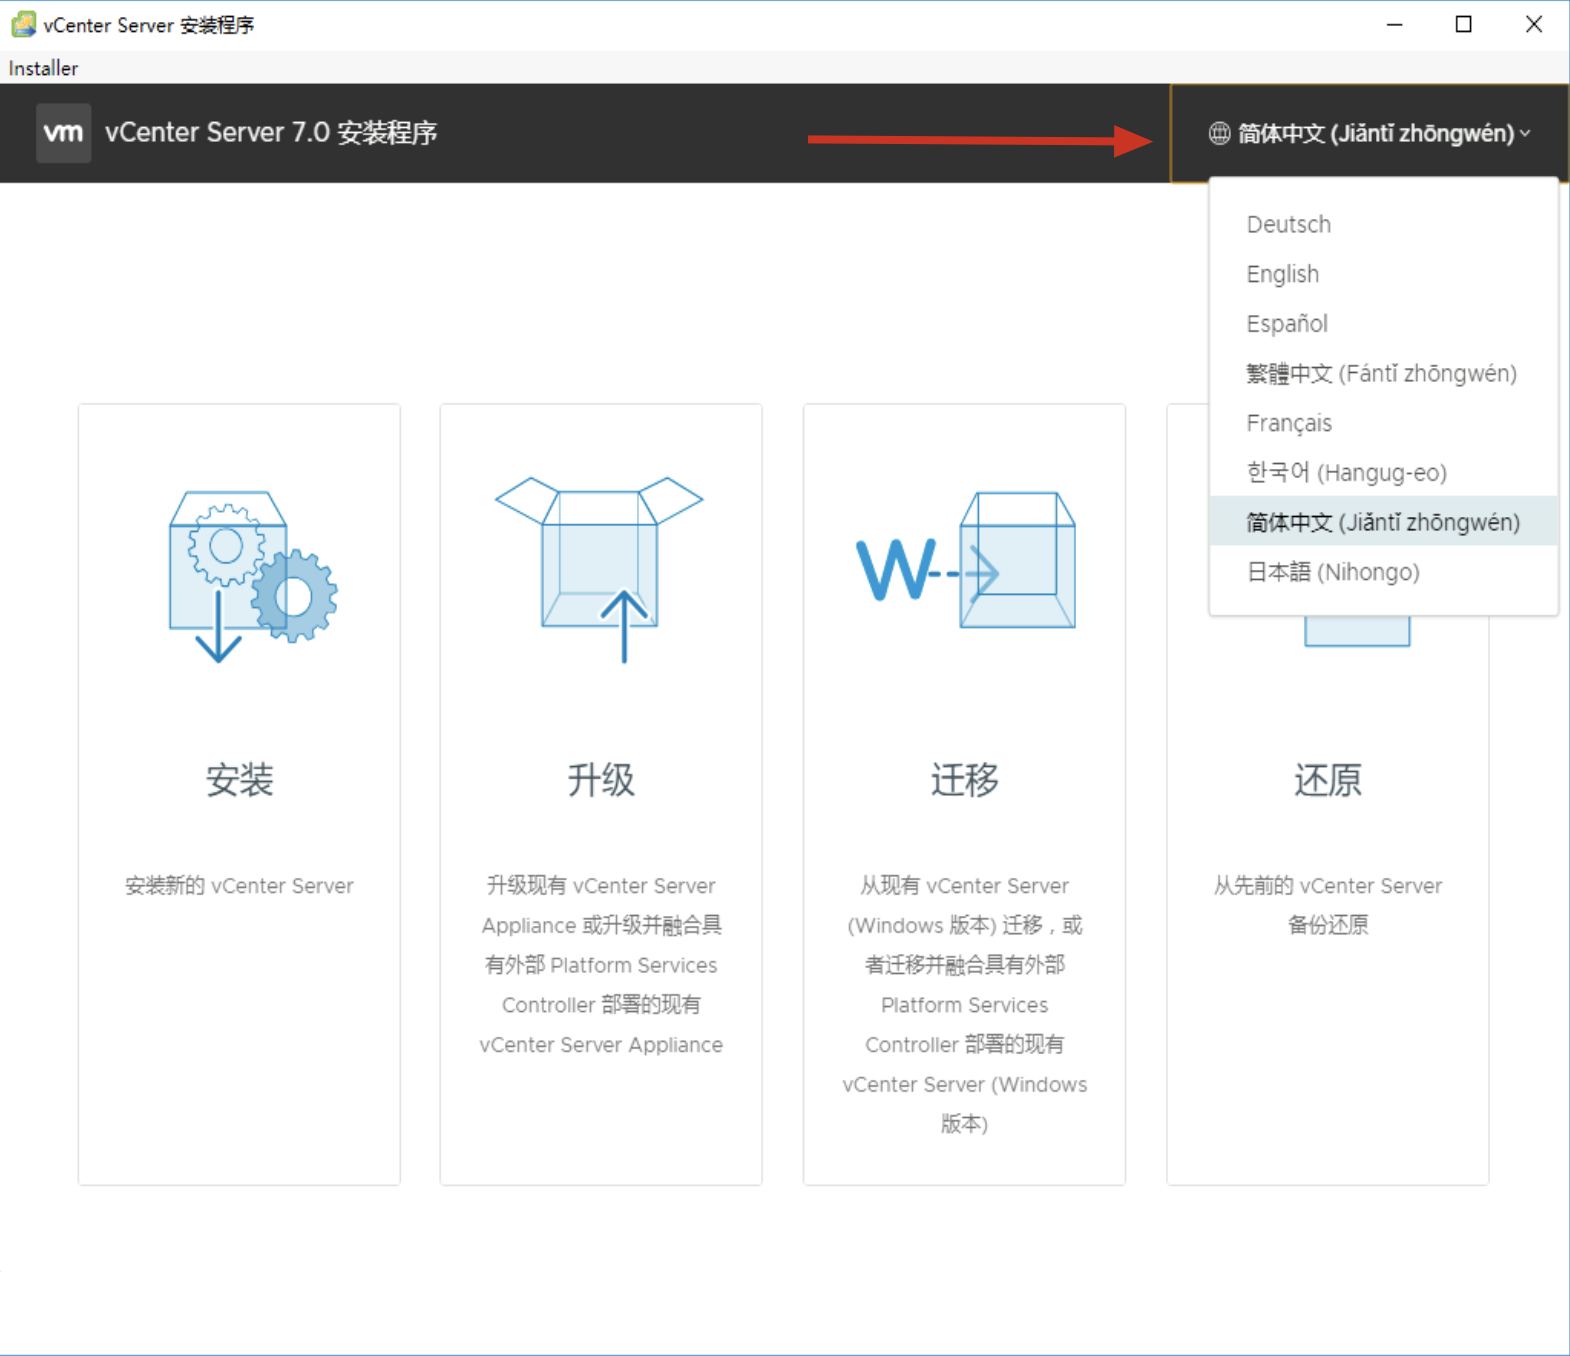 vCenter Server 安装程序
Installer
vm vCenter Server 7.0 安装程序
简体中文 (Jiǎntǐ zhōngwén)
Deutsch
English
Español
繁體中文 (Fántǐ zhōngwén)
Français
한국어 (Hangug-eo)
简体中文 (Jiǎntǐ zhōngwén)
日本語 (Nihongo)
W
安装
安装新的 vCenter Server
升级
升级现有 vCenter Server
Appliance 或升级并融合具
有外部 Platform Services
Controller 部署的现有
vCenter Server Appliance
迁移
从现有 vCenter Server
(Windows 版本) 迁移，或
者迁移并融合具有外部
Platform Services
Controller 部署的现有
vCenter Server (Windows
版本)
还原
从先前的 vCenter Server
备份还原